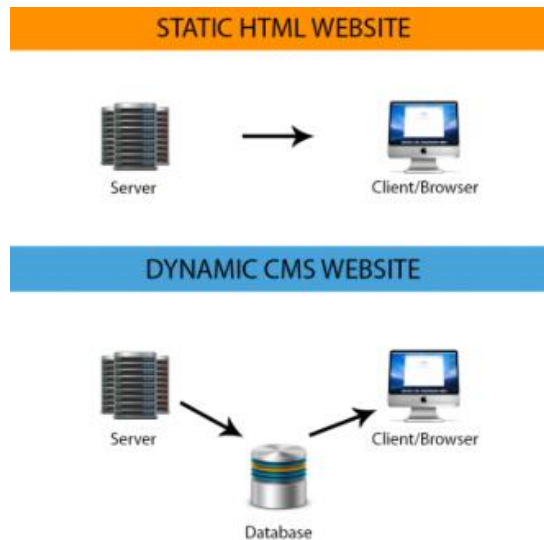 STATIC HTML WEBSITE
Server
Client/Browser
DYNAMIC CMS WEBSITE
Server
Client/Browser
Database